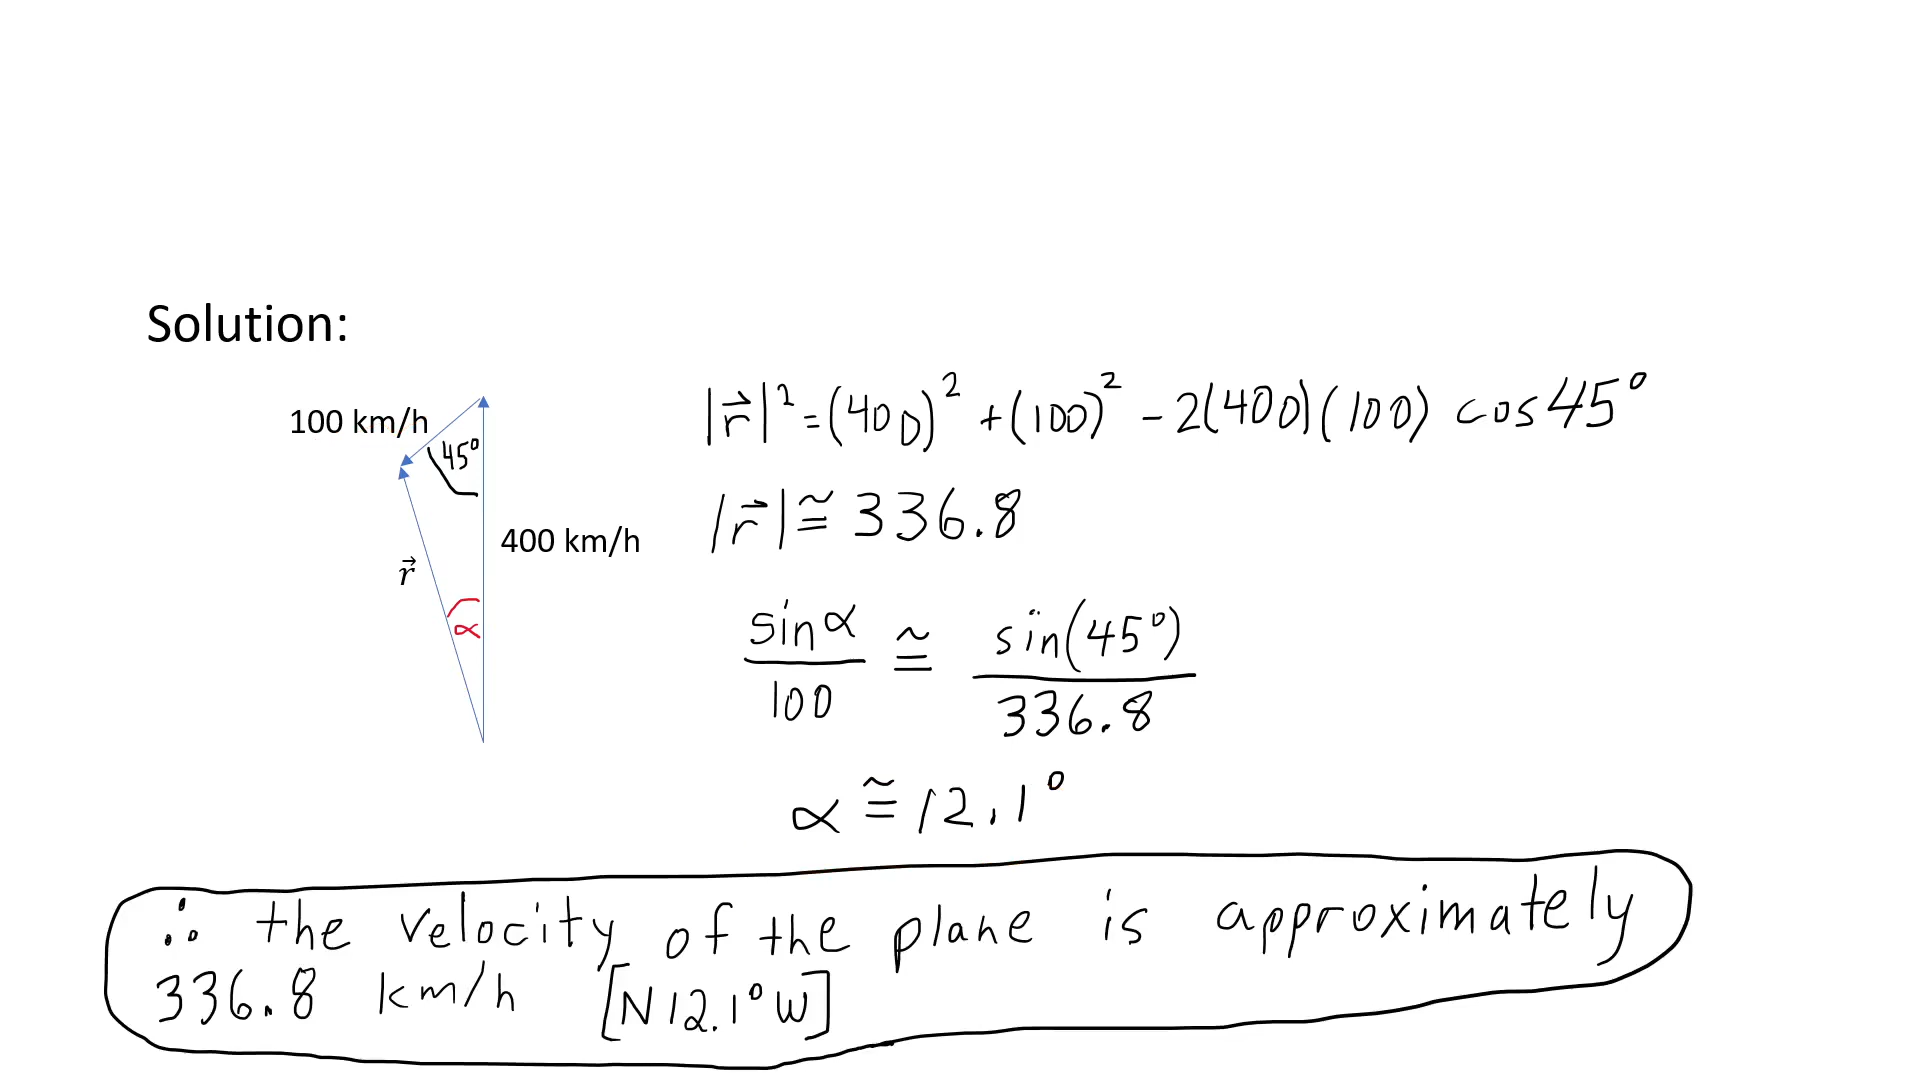 Solution:
100 km/h
45°
400 km/h
r⃗
α
|r⃗|² = (400)² + (100)² - 2(400)(100) cos 45°
|r⃗| ≅ 336.8
sin α / 100 ≅ sin(45°) / 336.8
α ≅ 12.1°
∴ the velocity of the plane is approximately
336.8 km/h [N12.1°W]